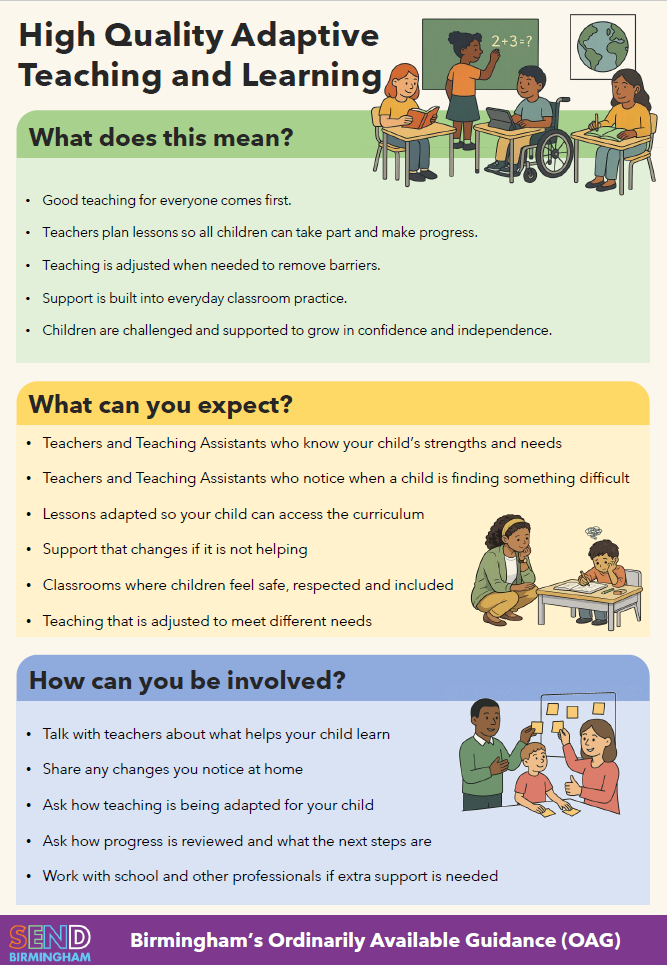 High Quality Adaptive
Teaching and Learning
2+3=?
What does this mean?
• Good teaching for everyone comes first.
• Teachers plan lessons so all children can take part and make progress.
• Teaching is adjusted when needed to remove barriers.
• Support is built into everyday classroom practice.
• Children are challenged and supported to grow in confidence and independence.
What can you expect?
• Teachers and Teaching Assistants who know your child's strengths and needs
• Teachers and Teaching Assistants who notice when a child is finding something difficult
• Lessons adapted so your child can access the curriculum
• Support that changes if it is not helping
• Classrooms where children feel safe, respected and included
• Teaching that is adjusted to meet different needs
How can you be involved?
• Talk with teachers about what helps your child learn
• Share any changes you notice at home
• Ask how teaching is being adapted for your child
• Ask how progress is reviewed and what the next steps are
• Work with school and other professionals if extra support is needed
SEND
BIRMINGHAM
Birmingham's Ordinarily Available Guidance (OAG)